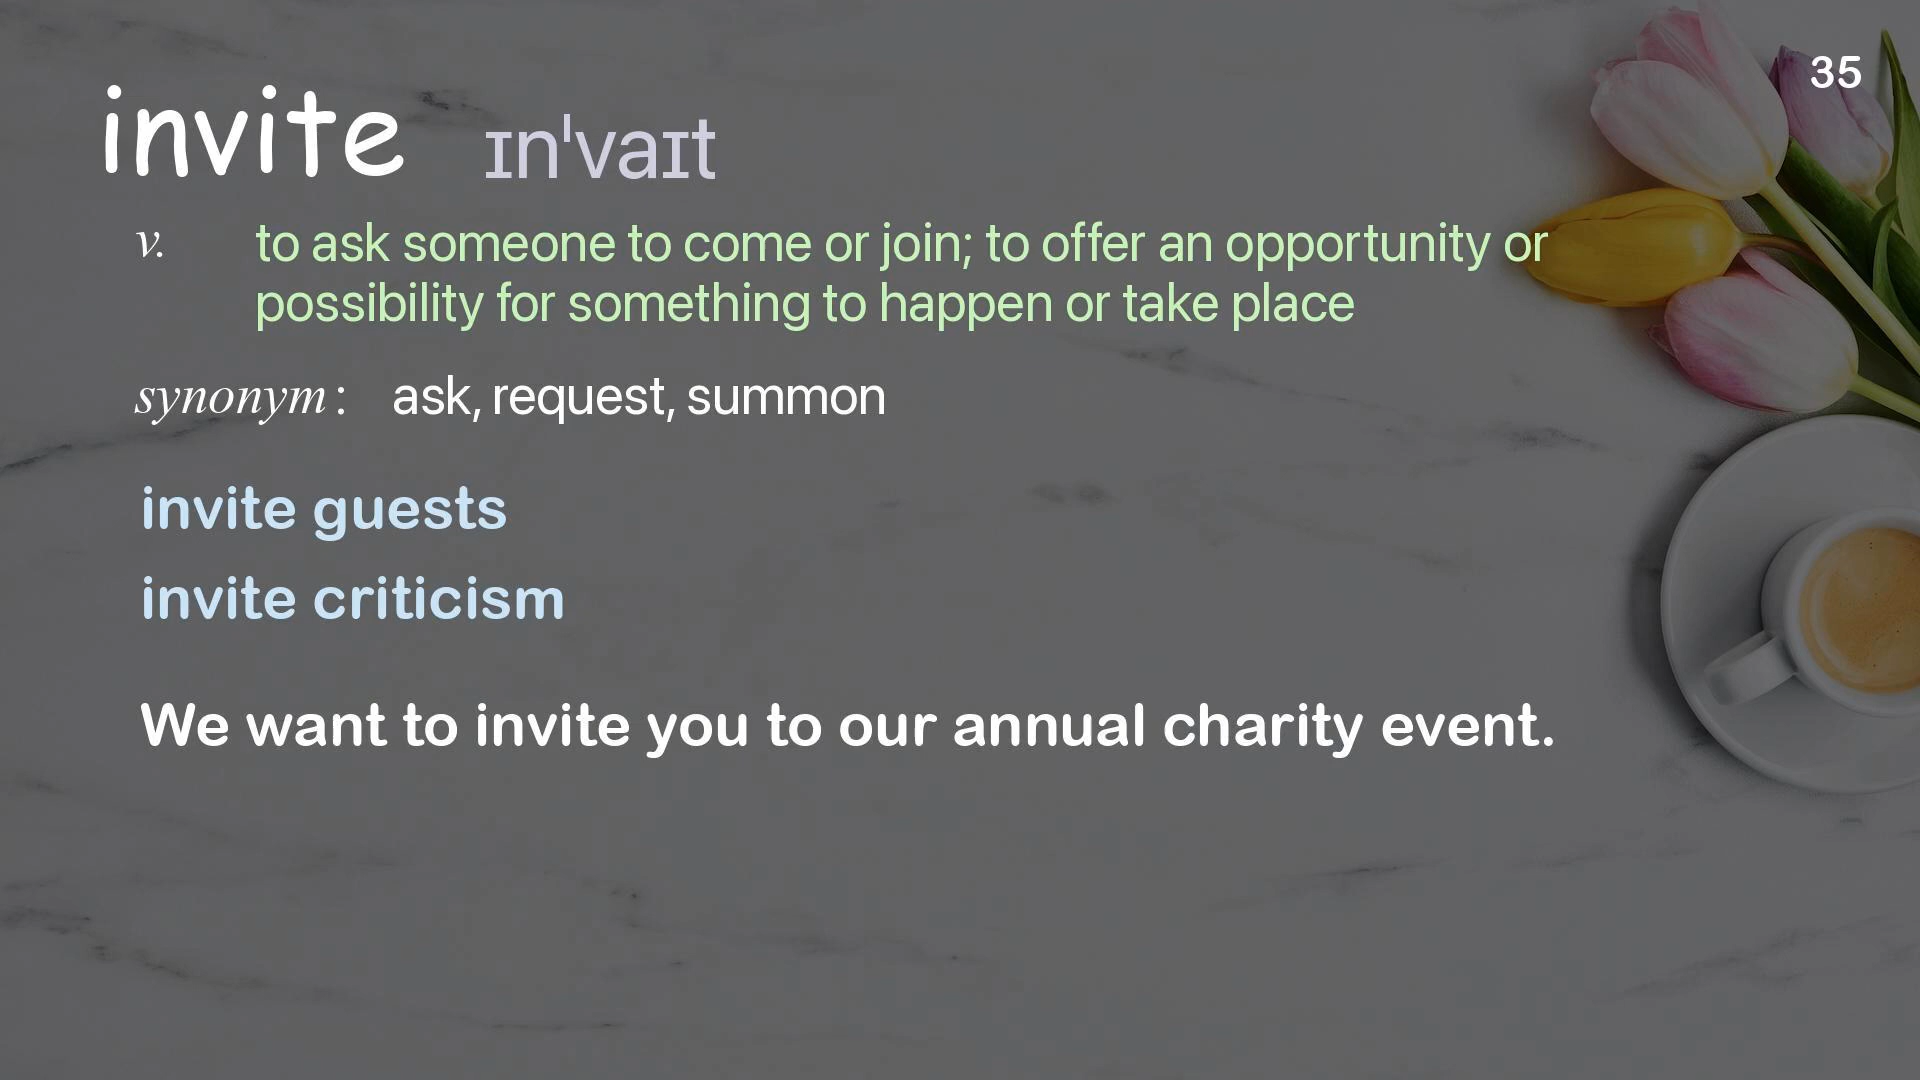 35
invite ɪnˈvaɪt
v. to ask someone to come or join; to offer an opportunity or
possibility for something to happen or take place
synonym: ask, request, summon
invite guests
invite criticism
We want to invite you to our annual charity event.